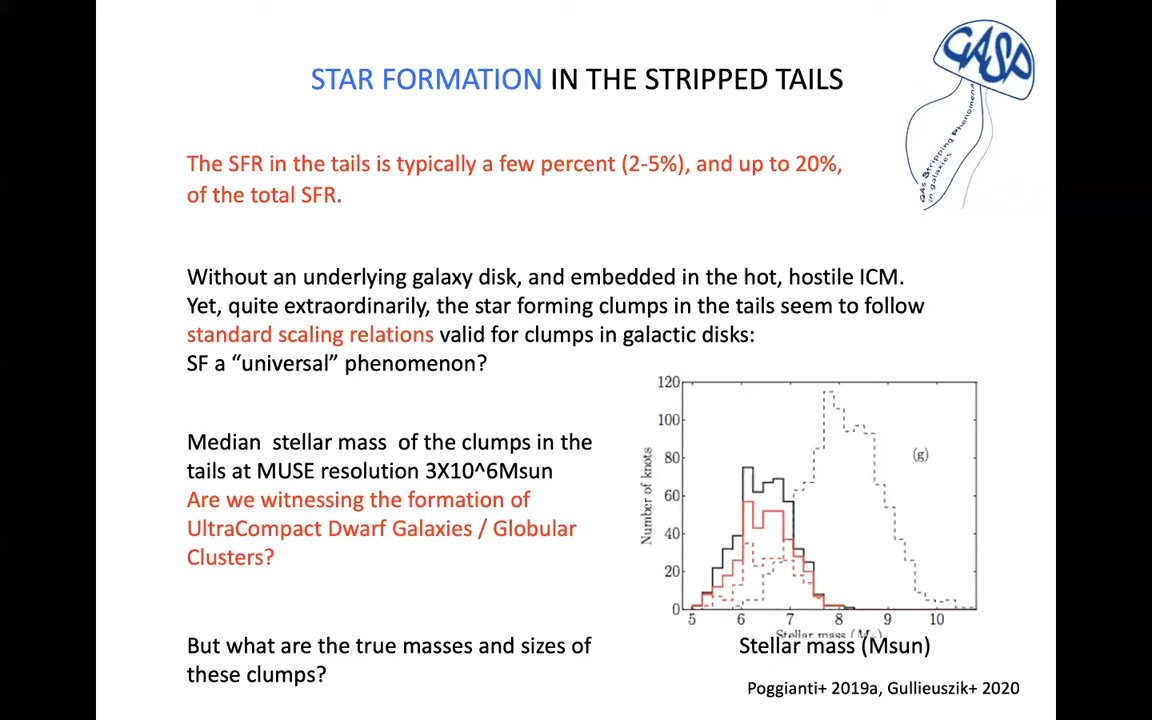 GASP
STAR FORMATION IN THE STRIPPED TAILS
GAs Stripping Phenomena
in galaxies
The SFR in the tails is typically a few percent (2-5%), and up to 20%,
of the total SFR.
Without an underlying galaxy disk, and embedded in the hot, hostile ICM.
Yet, quite extraordinarily, the star forming clumps in the tails seem to follow
standard scaling relations valid for clumps in galactic disks:
SF a “universal” phenomenon?
Median stellar mass of the clumps in the
tails at MUSE resolution 3X10^6Msun
Are we witnessing the formation of
UltraCompact Dwarf Galaxies / Globular
Clusters?
But what are the true masses and sizes of
these clumps?
120
100
80
60
40
20
0
Number of knots
(g)
5 6 7 8 9 10
Stellar mass (M
Stellar mass (Msun)
Poggianti+ 2019a, Gullieuszik+ 2020